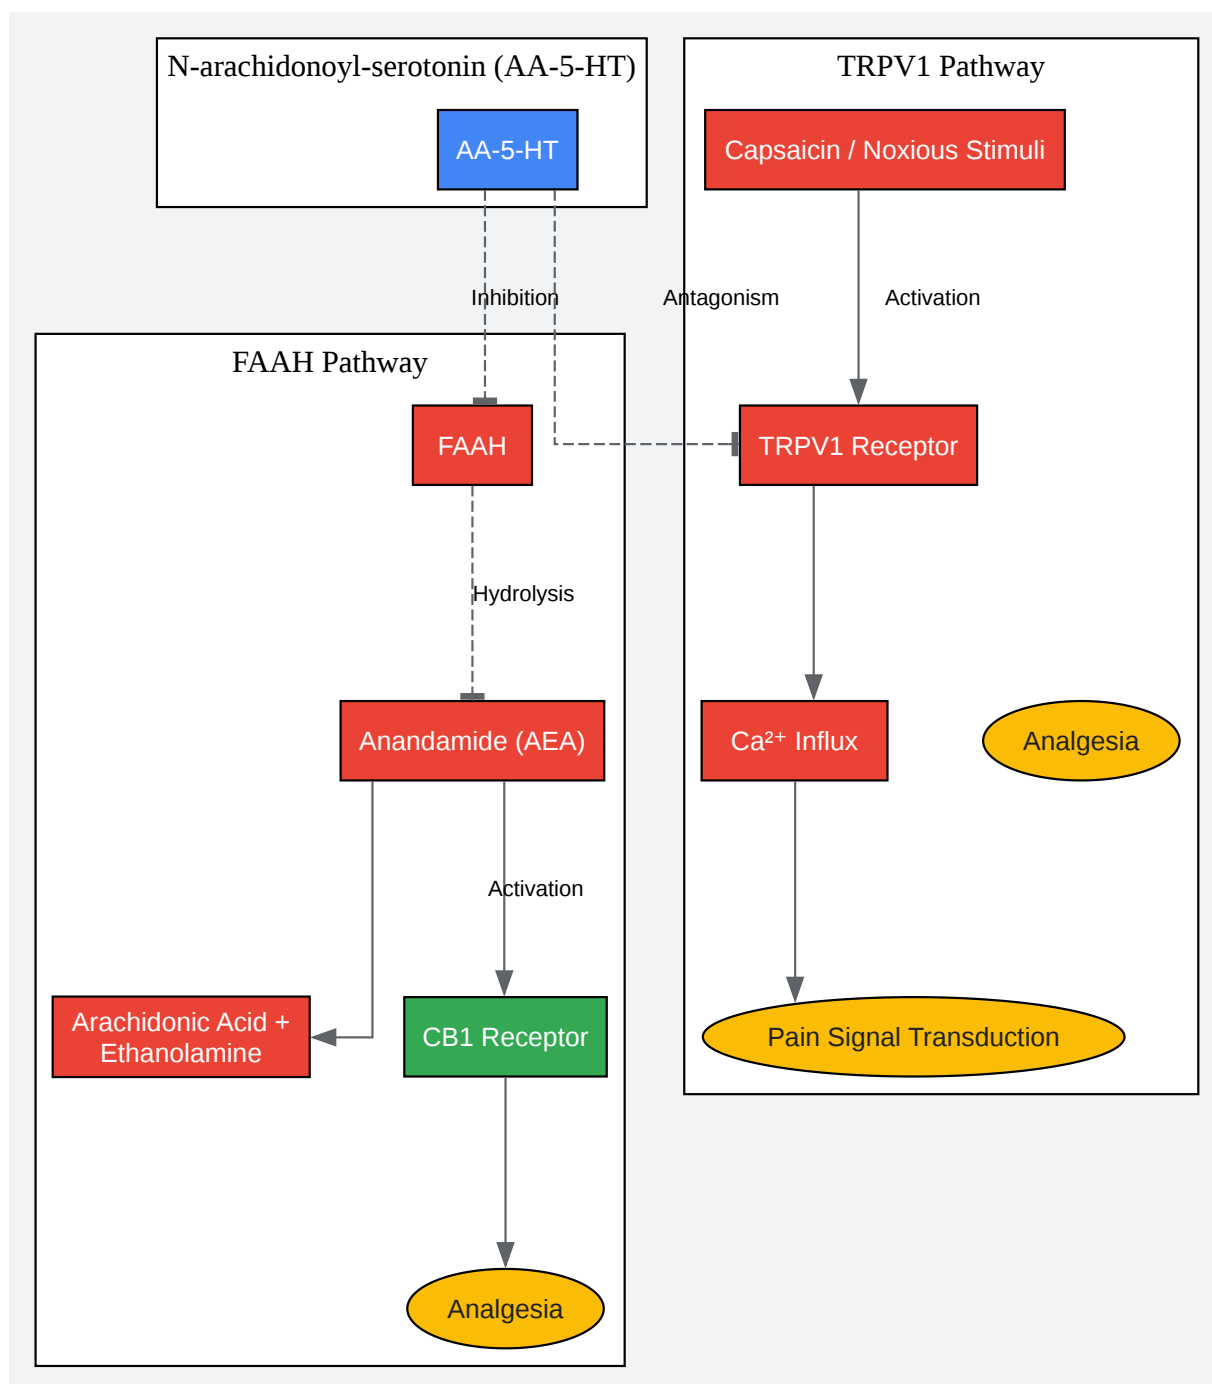 N-arachidonoyl-serotonin (AA-5-HT)
AA-5-HT
TRPV1 Pathway
Capsaicin / Noxious Stimuli
Inhibition
Antagonism
Activation
FAAH Pathway
FAAH
TRPV1 Receptor
Hydrolysis
Anandamide (AEA)
Ca²⁺ Influx
Analgesia
Activation
Arachidonic Acid +
Ethanolamine
CB1 Receptor
Pain Signal Transduction
Analgesia